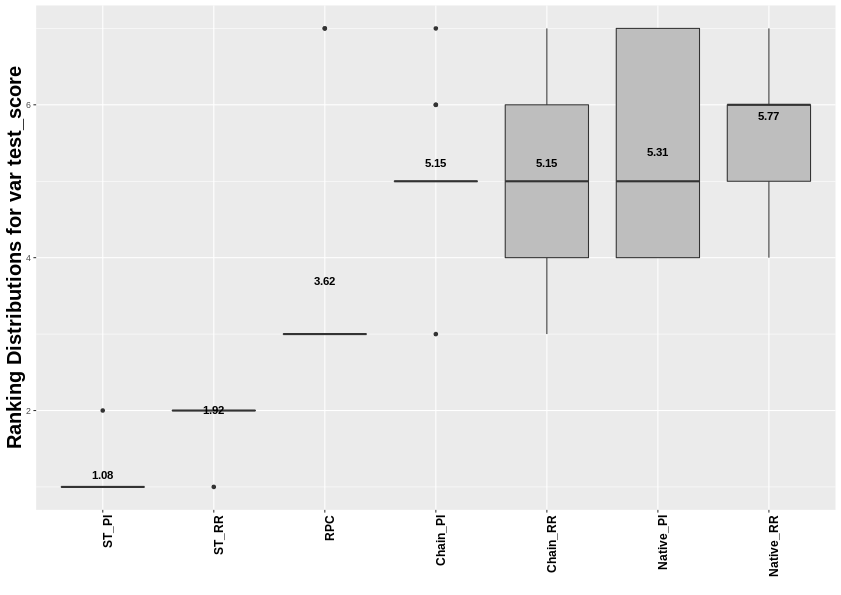 Ranking Distributions for var test_score
6
4
2
1.08
1.92
3.62
5.15
5.15
5.31
5.77
ST_PI
ST_RR
RPC
Chain_PI
Chain_RR
Native_PI
Native_RR